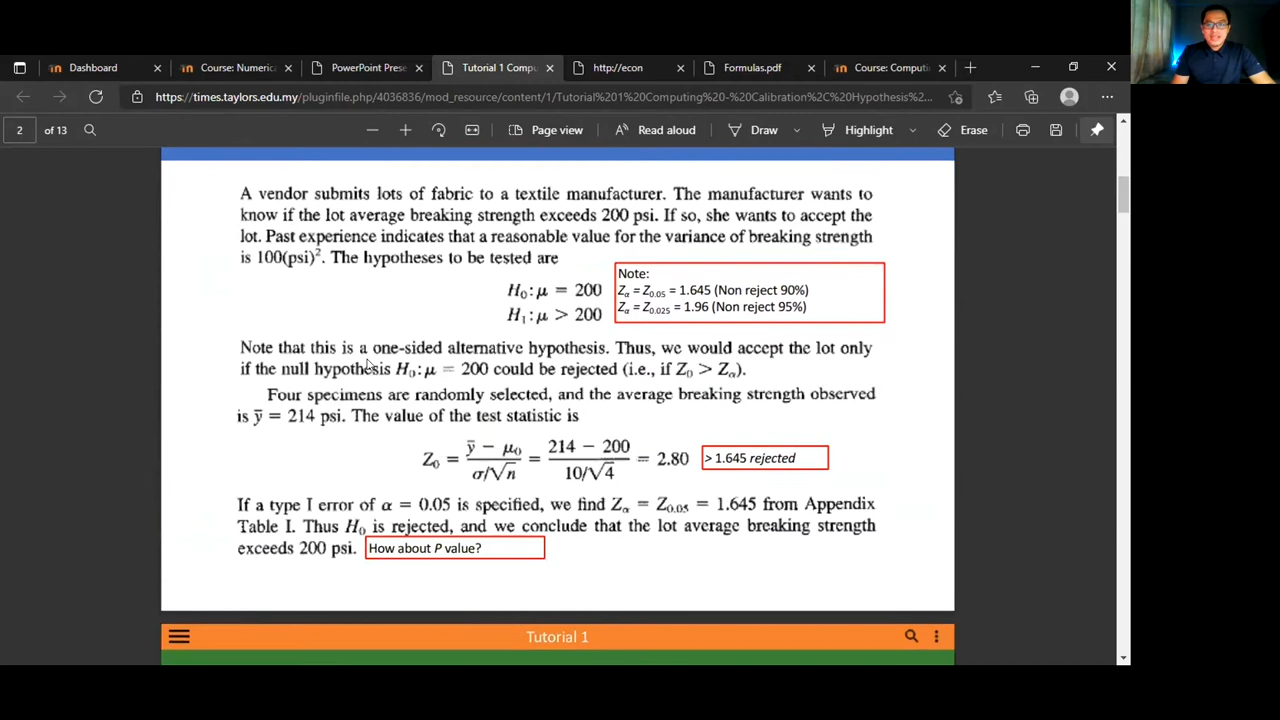 Dashboard
Course: Numeric
PowerPoint Prese
Tutorial 1 Compu
http://econ
Formulas.pdf
Course: Computi
https://times.taylors.edu.my/pluginfile.php/4036836/mod_resource/content/1/Tutorial%201%20Computing%20-%20Calibration%2C%20Hypothesis%20...
2 of 13
Page view
Read aloud
Draw
Highlight
Erase
A vendor submits lots of fabric to a textile manufacturer. The manufacturer wants to
know if the lot average breaking strength exceeds 200 psi. If so, she wants to accept the
lot. Past experience indicates that a reasonable value for the variance of breaking strength
is 100(psi)². The hypotheses to be tested are
H₀: μ = 200
H₁: μ > 200
Note:
Zα = Z0.05 = 1.645 (Non reject 90%)
Zα = Z0.025 = 1.96 (Non reject 95%)
Note that this is a one-sided alternative hypothesis. Thus, we would accept the lot only
if the null hypothesis H₀: μ = 200 could be rejected (i.e., if Z₀ > Zα).
Four specimens are randomly selected, and the average breaking strength observed
is ȳ = 214 psi. The value of the test statistic is
Z₀ = (ȳ − μ₀)/(σ/√n) = (214 − 200)/(10/√4) = 2.80
> 1.645 rejected
If a type I error of α = 0.05 is specified, we find Zα = Z0.05 = 1.645 from Appendix
Table I. Thus H₀ is rejected, and we conclude that the lot average breaking strength
exceeds 200 psi.
How about P value?
Tutorial 1